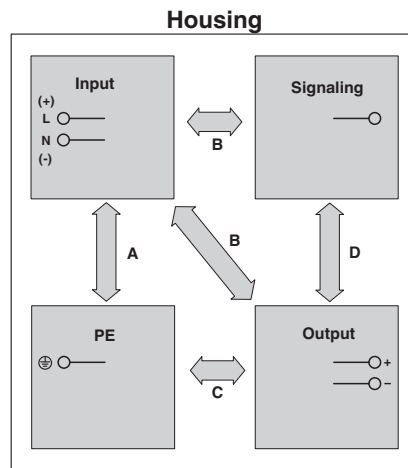 Housing
Input
(+)
L
N
(-)
Signaling
B
A
B
D
PE
Output
+
–
C